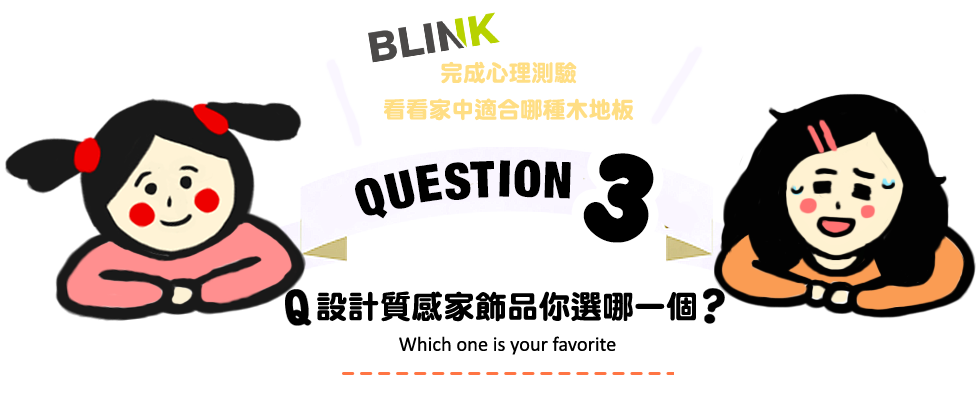 BLINK
完成心理測驗
看看家中適合哪種木地板
QUESTION 3
Q設計質感家飾品你選哪一個?
Which one is your favorite